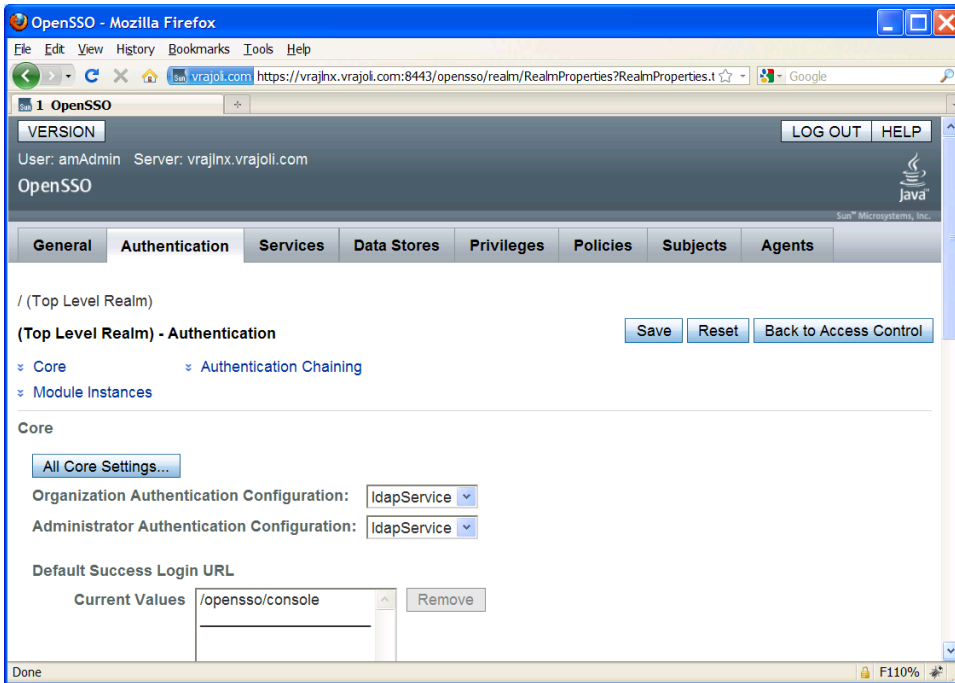 OpenSSO - Mozilla Firefox
File Edit View History Bookmarks Tools Help
Sun vrajoli.com https://vrajlnx.vrajoli.com:8443/opensso/realm/RealmProperties?RealmProperties.t Google
Sun 1 OpenSSO
VERSION LOG OUT HELP
User: amAdmin Server: vrajlnx.vrajoli.com
OpenSSO
Java
Sun™ Microsystems, Inc.
General Authentication Services Data Stores Privileges Policies Subjects Agents
/ (Top Level Realm)
(Top Level Realm) - Authentication Save Reset Back to Access Control
Core Authentication Chaining
Module Instances
Core
All Core Settings...
Organization Authentication Configuration: ldapService
Administrator Authentication Configuration: ldapService
Default Success Login URL
Current Values /opensso/console Remove
Done F110%